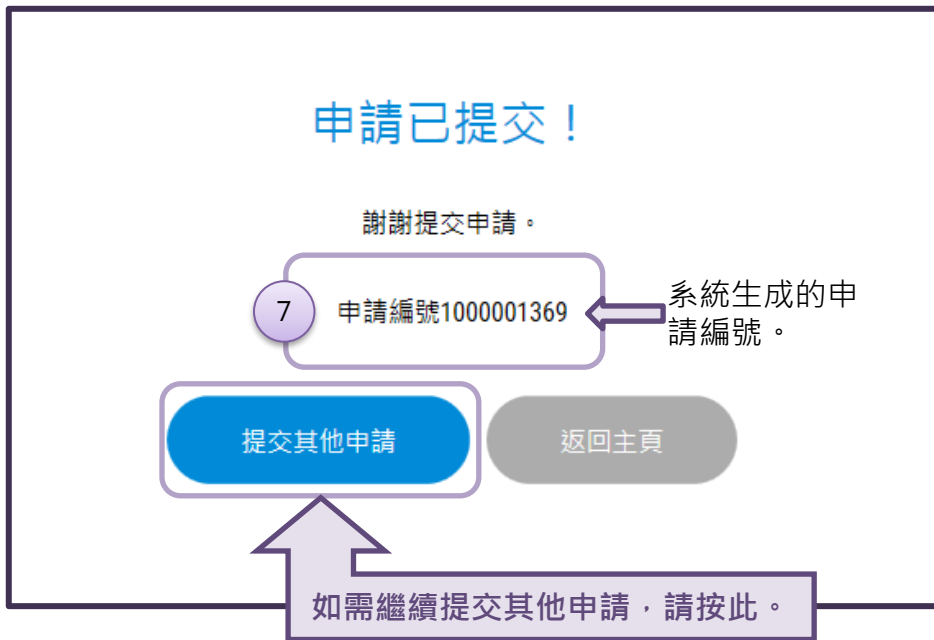 申請已提交！
謝謝提交申請。
7
申請編號1000001369
系統生成的申
請編號。
提交其他申請
返回主頁
如需繼續提交其他申請，請按此。